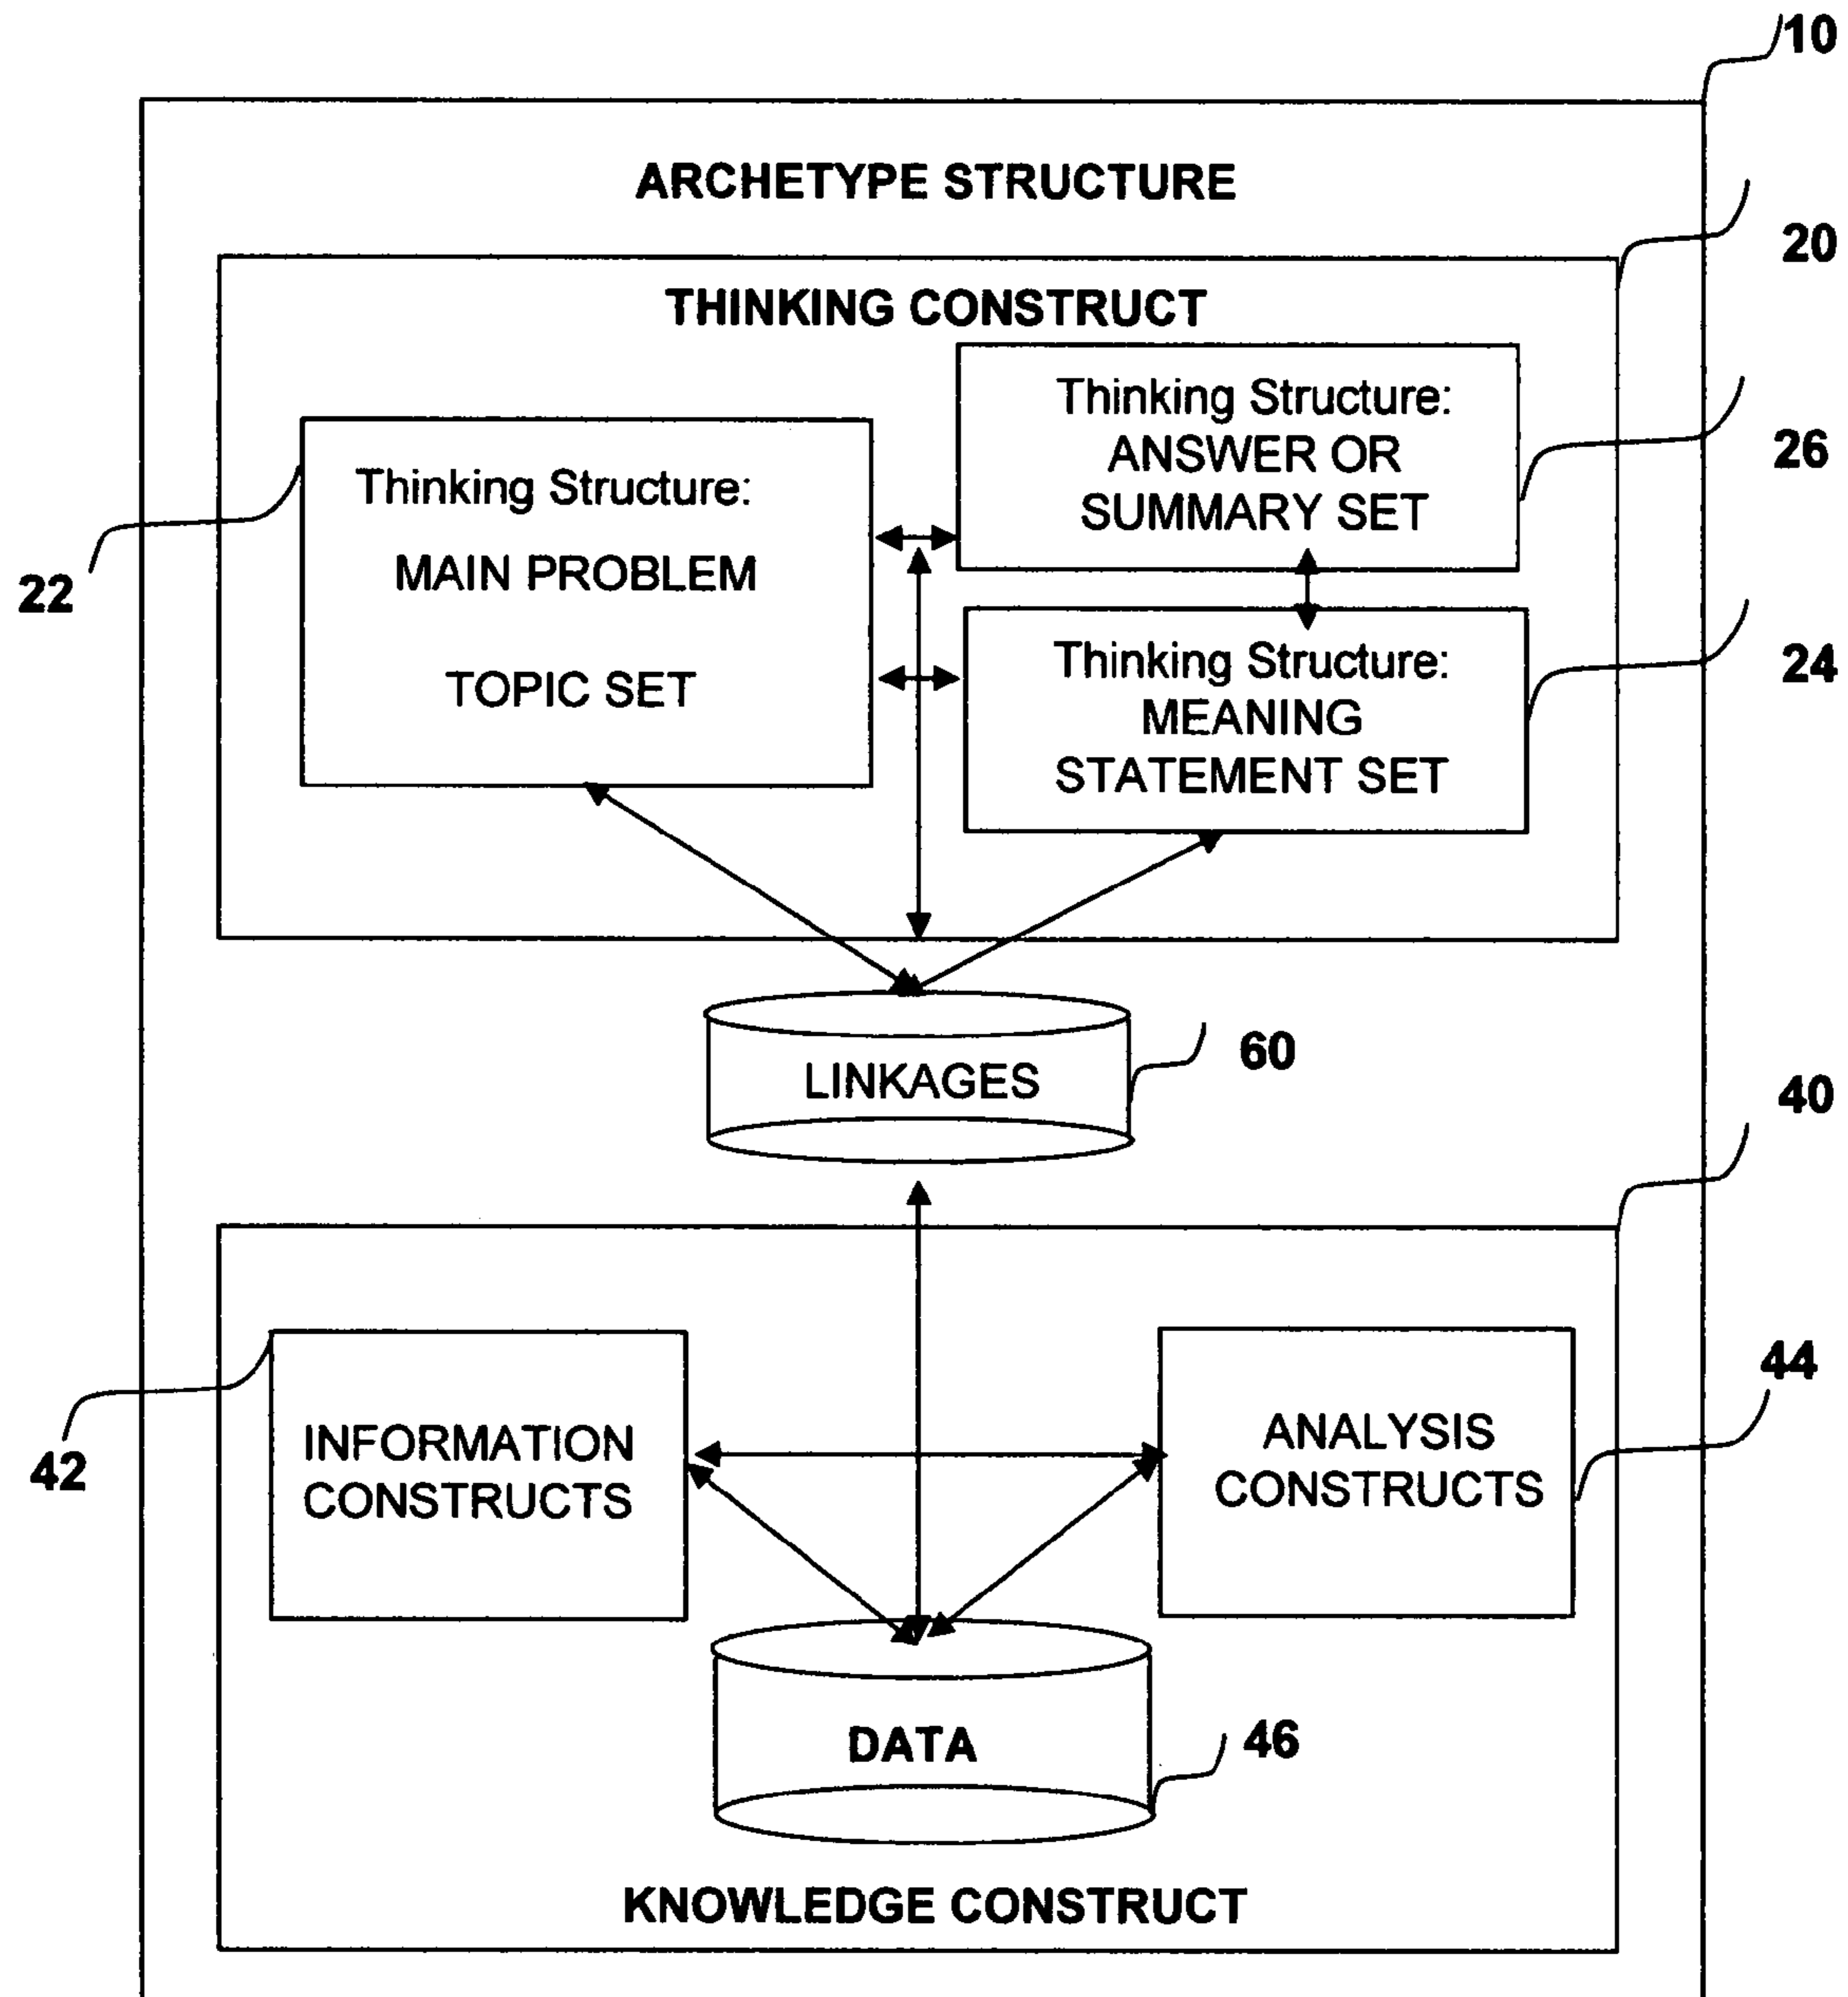 10
ARCHETYPE STRUCTURE
20
THINKING CONSTRUCT
Thinking Structure:
ANSWER OR
SUMMARY SET
26
Thinking Structure:
MAIN PROBLEM
TOPIC SET
22
Thinking Structure:
MEANING
STATEMENT SET
24
LINKAGES
60
40
INFORMATION
CONSTRUCTS
42
ANALYSIS
CONSTRUCTS
44
DATA
46
KNOWLEDGE CONSTRUCT